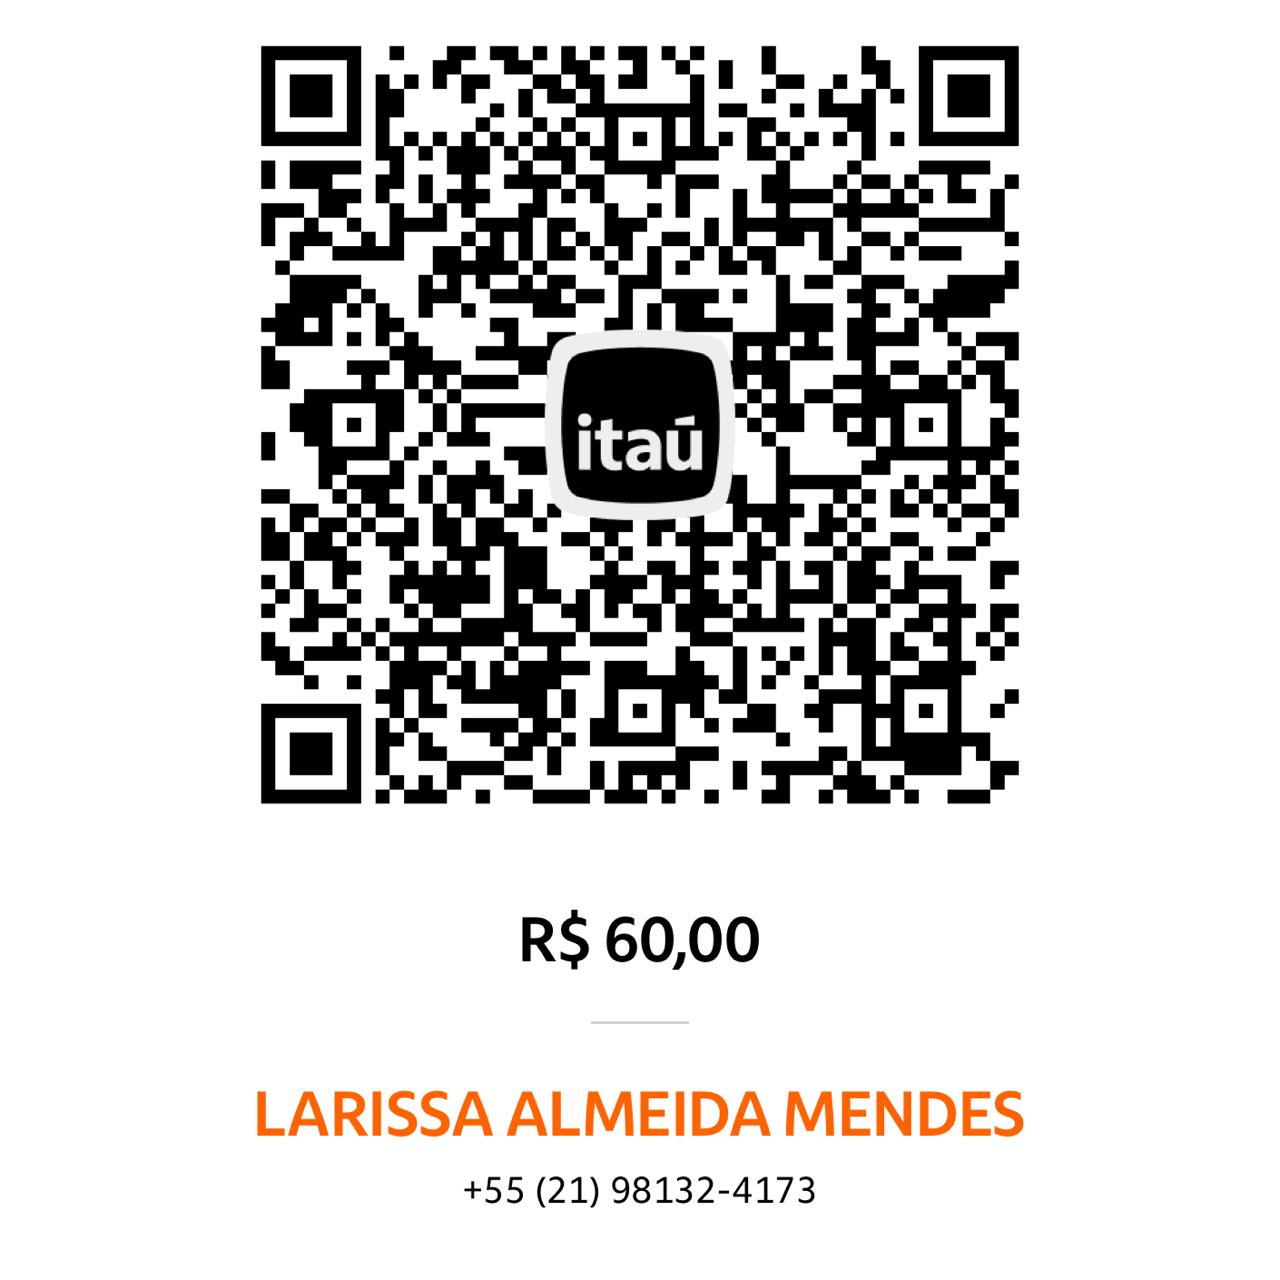 itaú
R$ 60,00
LARISSA ALMEIDA MENDES
+55 (21) 98132-4173